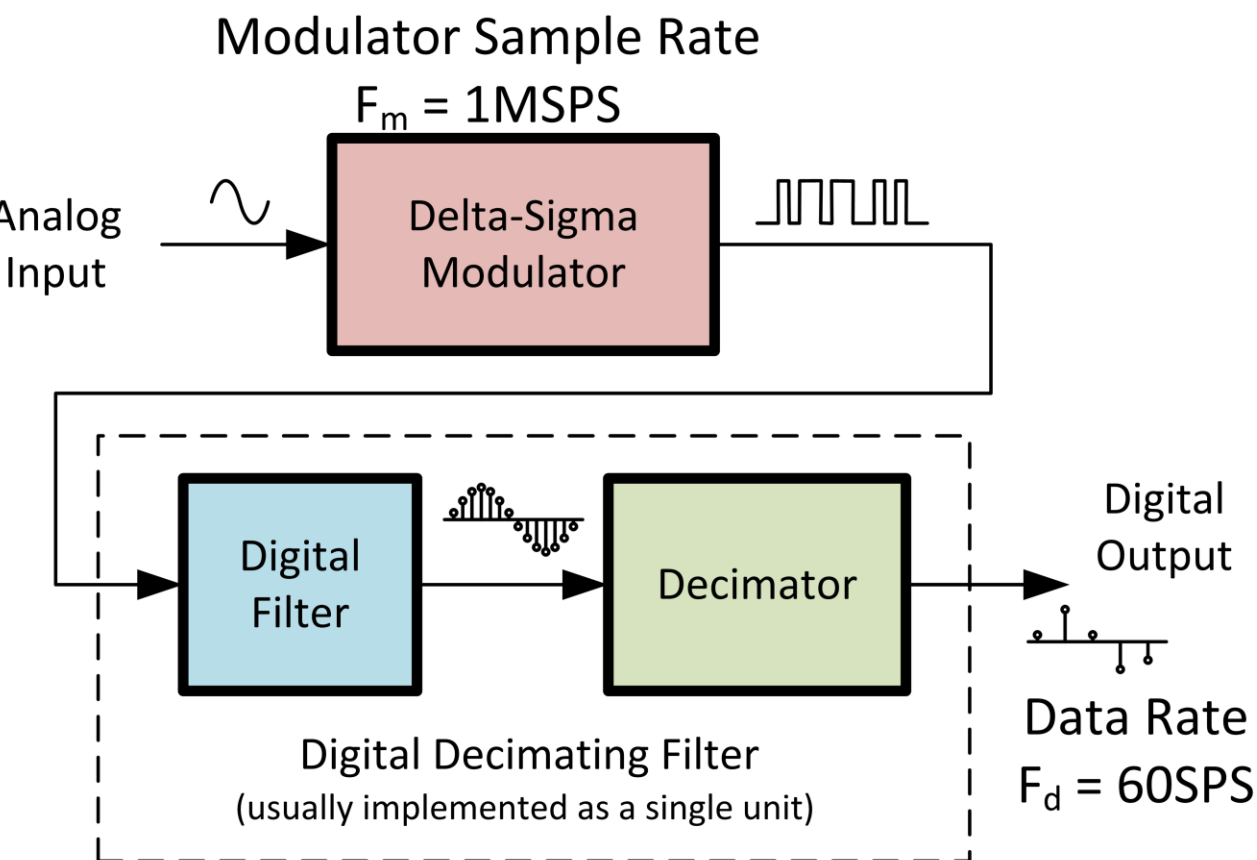 Modulator Sample Rate
Fm = 1MSPS
Analog
Input
Delta-Sigma
Modulator
Digital
Filter
Decimator
Digital
Output
Digital Decimating Filter
(usually implemented as a single unit)
Data Rate
Fd = 60SPS